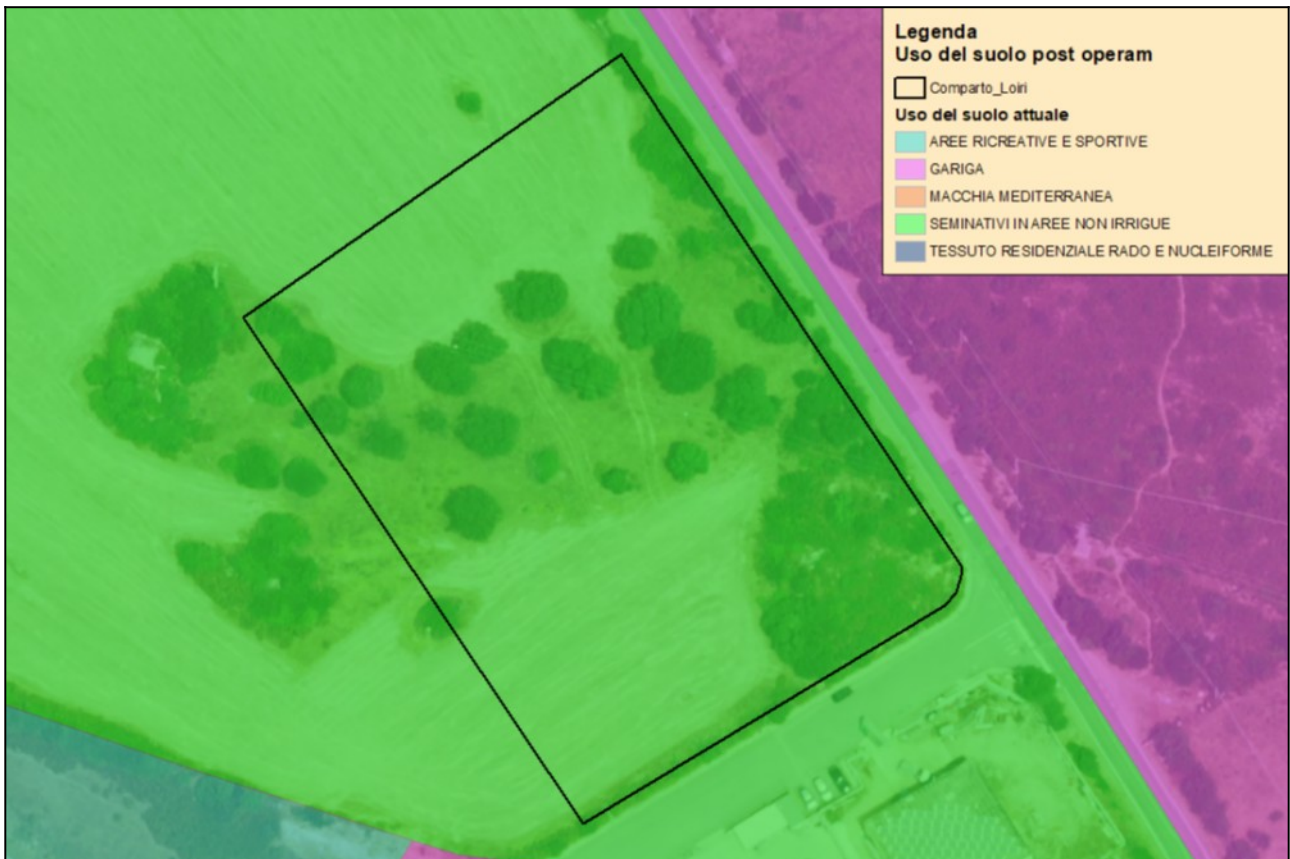 Legenda
Uso del suolo post operam
Comparto_Loiri
Uso del suolo attuale
AREE RICREATIVE E SPORTIVE
GARIGA
MACCHIA MEDITERRANEA
SEMINATIVI IN AREE NON IRRIGUE
TESSUTO RESIDENZIALE RADO E NUCLEIFORME